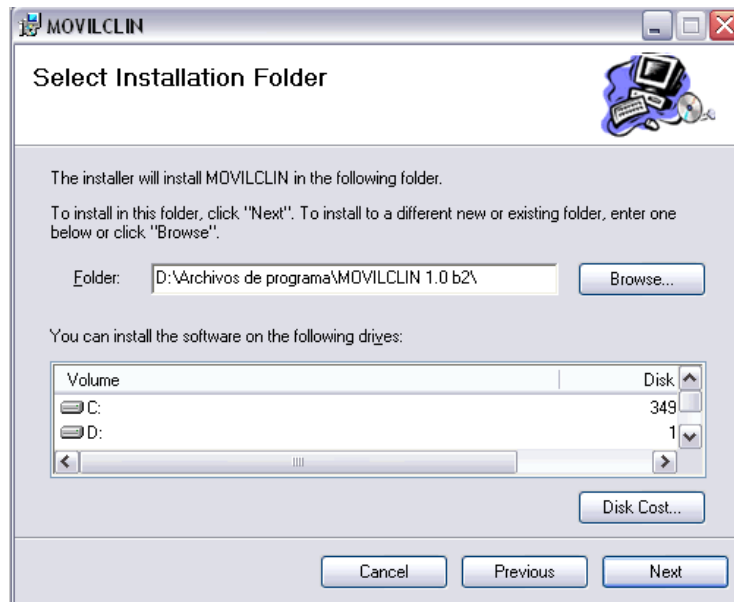 MOVILCLIN
Select Installation Folder
The installer will install MOVILCLIN in the following folder.
To install in this folder, click "Next". To install to a different new or existing folder, enter one
below or click "Browse".
Folder: D:\Archivos de programa\MOVILCLIN 1.0 b2\ Browse...
You can install the software on the following drives:
Volume Disk
C: 349
D: 1
Disk Cost...
Cancel Previous Next